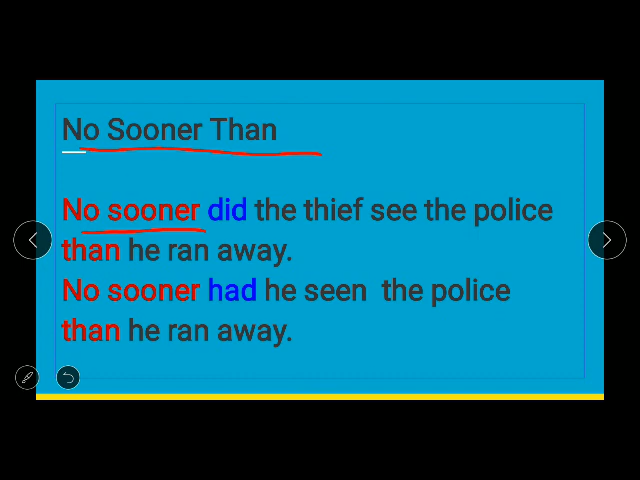 No Sooner Than
No sooner did the thief see the police
than he ran away.
No sooner had he seen the police
than he ran away.